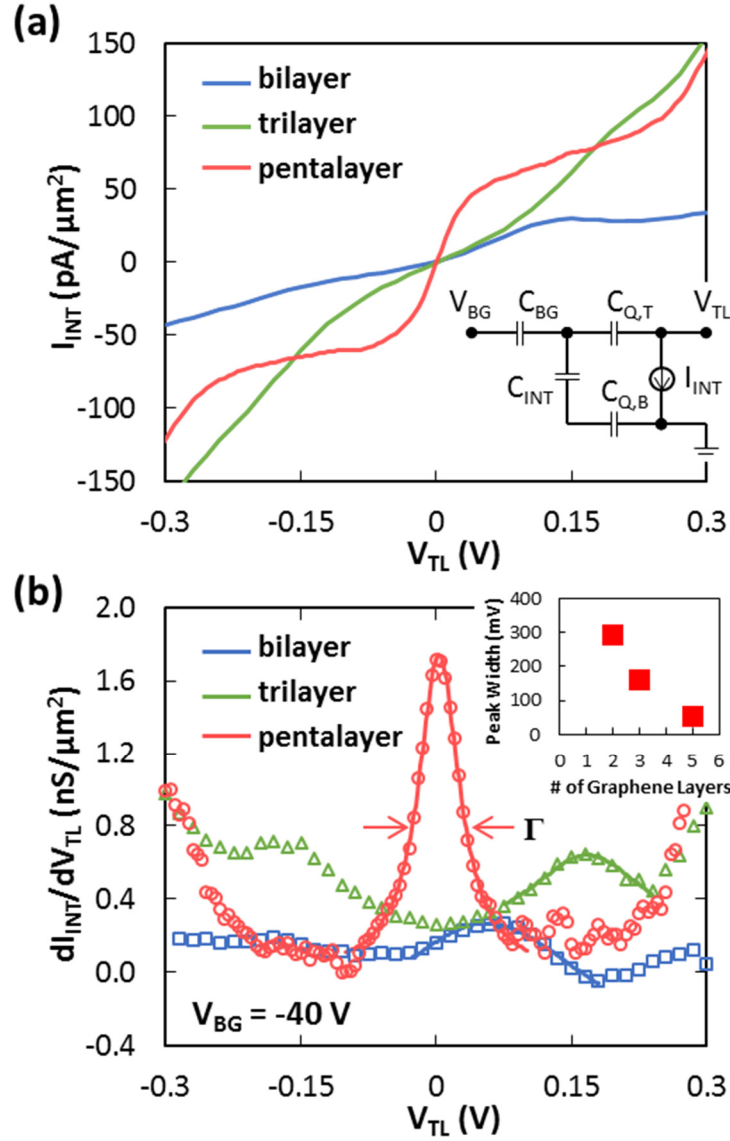 (a)
150
100
50
0
-50
-100
-150
I_INT (pA/μm²)
bilayer
trilayer
pentalayer
V_BG C_BG C_Q,T V_TL
C_INT C_Q,B I_INT
-0.3 -0.15 0 0.15 0.3
V_TL (V)
(b)
2.0
1.6
1.2
0.8
0.4
0.0
-0.4
dI_INT/dV_TL (nS/μm²)
bilayer
trilayer
pentalayer
Γ
V_BG = -40 V
400
300
200
100
0
Peak Width (mV)
0 1 2 3 4 5 6
# of Graphene Layers
-0.3 -0.15 0 0.15 0.3
V_TL (V)